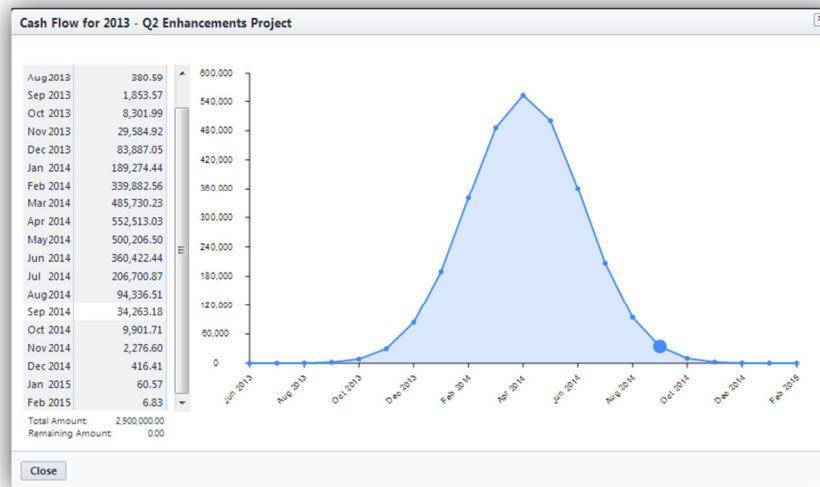 Cash Flow for 2013 - Q2 Enhancements Project
Aug 2013 380.59
Sep 2013 1,853.57
Oct 2013 8,301.99
Nov 2013 29,584.92
Dec 2013 83,887.05
Jan 2014 189,274.44
Feb 2014 339,882.56
Mar 2014 485,730.23
Apr 2014 552,513.03
May 2014 500,206.50
Jun 2014 360,422.44
Jul 2014 206,700.87
Aug 2014 94,336.51
Sep 2014 34,263.18
Oct 2014 9,901.71
Nov 2014 2,276.60
Dec 2014 416.41
Jan 2015 60.57
Feb 2015 6.83
Total Amount: 2,900,000.00
Remaining Amount: 0.00
600,000
540,000
480,000
420,000
360,000
300,000
240,000
180,000
120,000
60,000
0
Jun 2013
Aug 2013
Oct 2013
Dec 2013
Feb 2014
Apr 2014
Jun 2014
Aug 2014
Oct 2014
Dec 2014
Feb 2015
Close